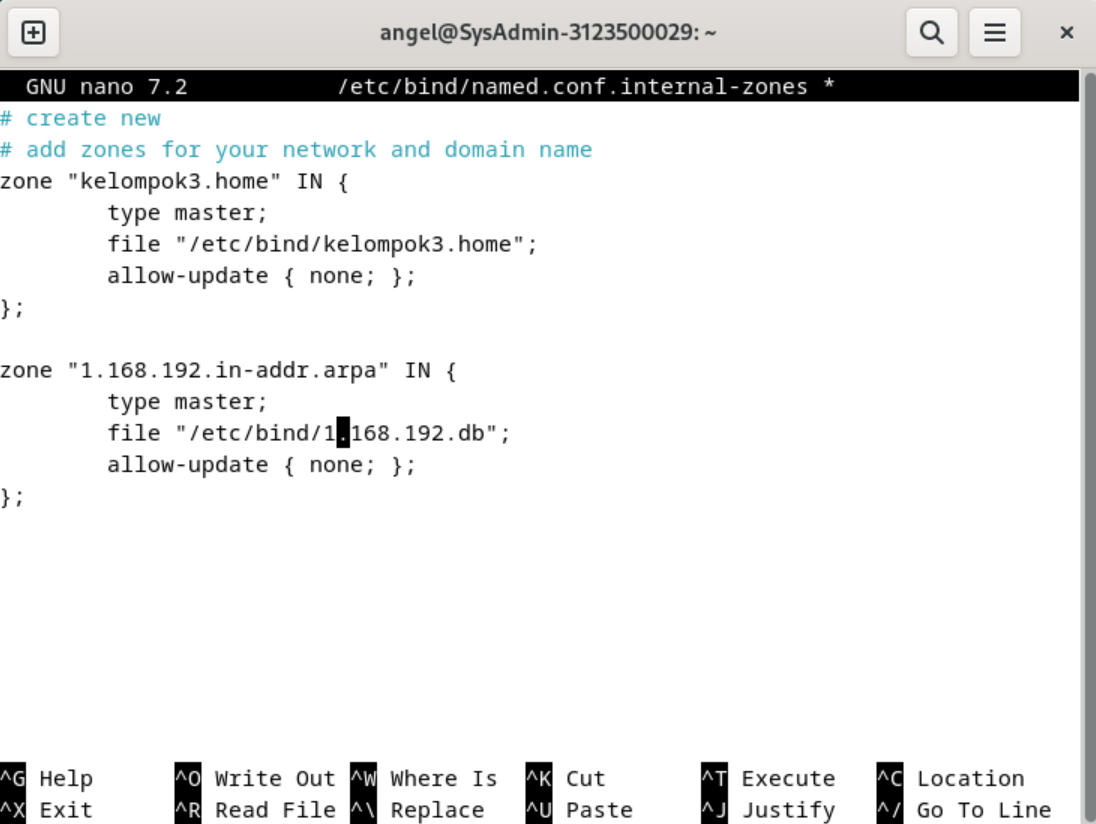 angel@SysAdmin-3123500029: ~
GNU nano 7.2 /etc/bind/named.conf.internal-zones *
# create new
# add zones for your network and domain name
zone "kelompok3.home" IN {
        type master;
        file "/etc/bind/kelompok3.home";
        allow-update { none; };
};

zone "1.168.192.in-addr.arpa" IN {
        type master;
        file "/etc/bind/1.168.192.db";
        allow-update { none; };
};
^G Help ^O Write Out ^W Where Is ^K Cut ^T Execute ^C Location
^X Exit ^R Read File ^\ Replace ^U Paste ^J Justify ^/ Go To Line